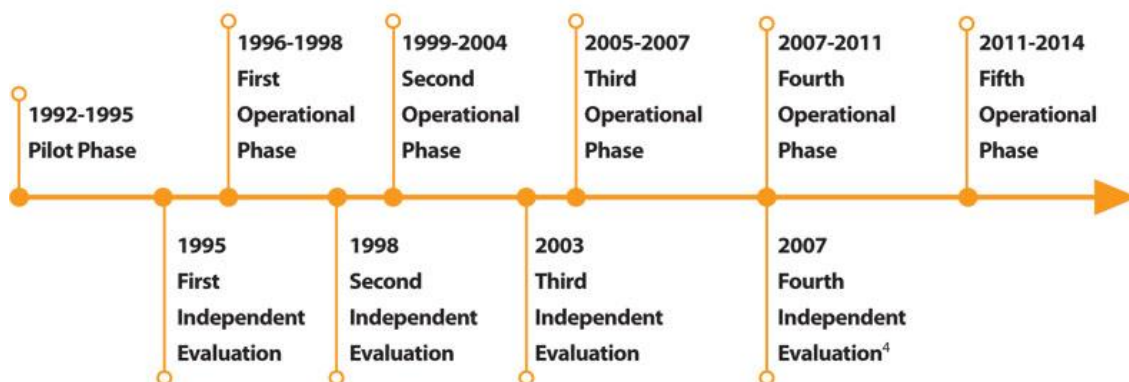 1992-1995
Pilot Phase
1996-1998
First
Operational
Phase
1999-2004
Second
Operational
Phase
2005-2007
Third
Operational
Phase
2007-2011
Fourth
Operational
Phase
2011-2014
Fifth
Operational
Phase
1995
First
Independent
Evaluation
1998
Second
Independent
Evaluation
2003
Third
Independent
Evaluation
2007
Fourth
Independent
Evaluation⁴